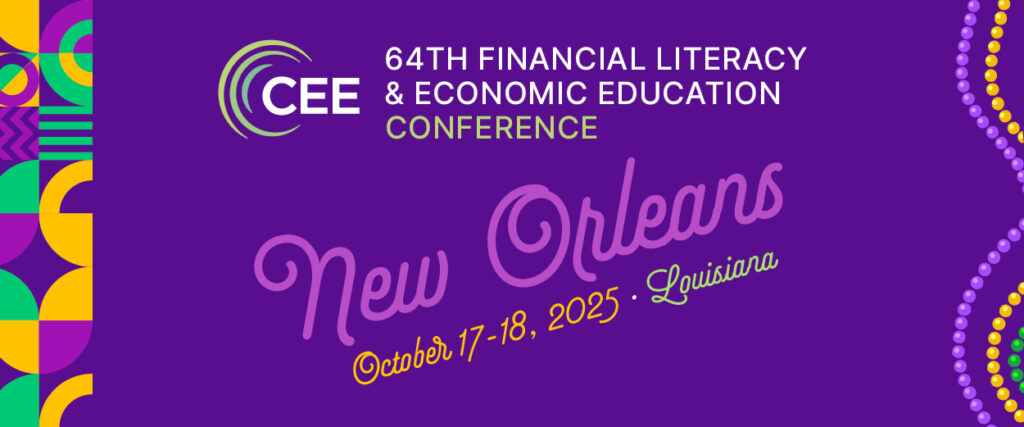 CEE
64TH FINANCIAL LITERACY
& ECONOMIC EDUCATION
CONFERENCE
New Orleans
October 17-18, 2025 · Louisiana